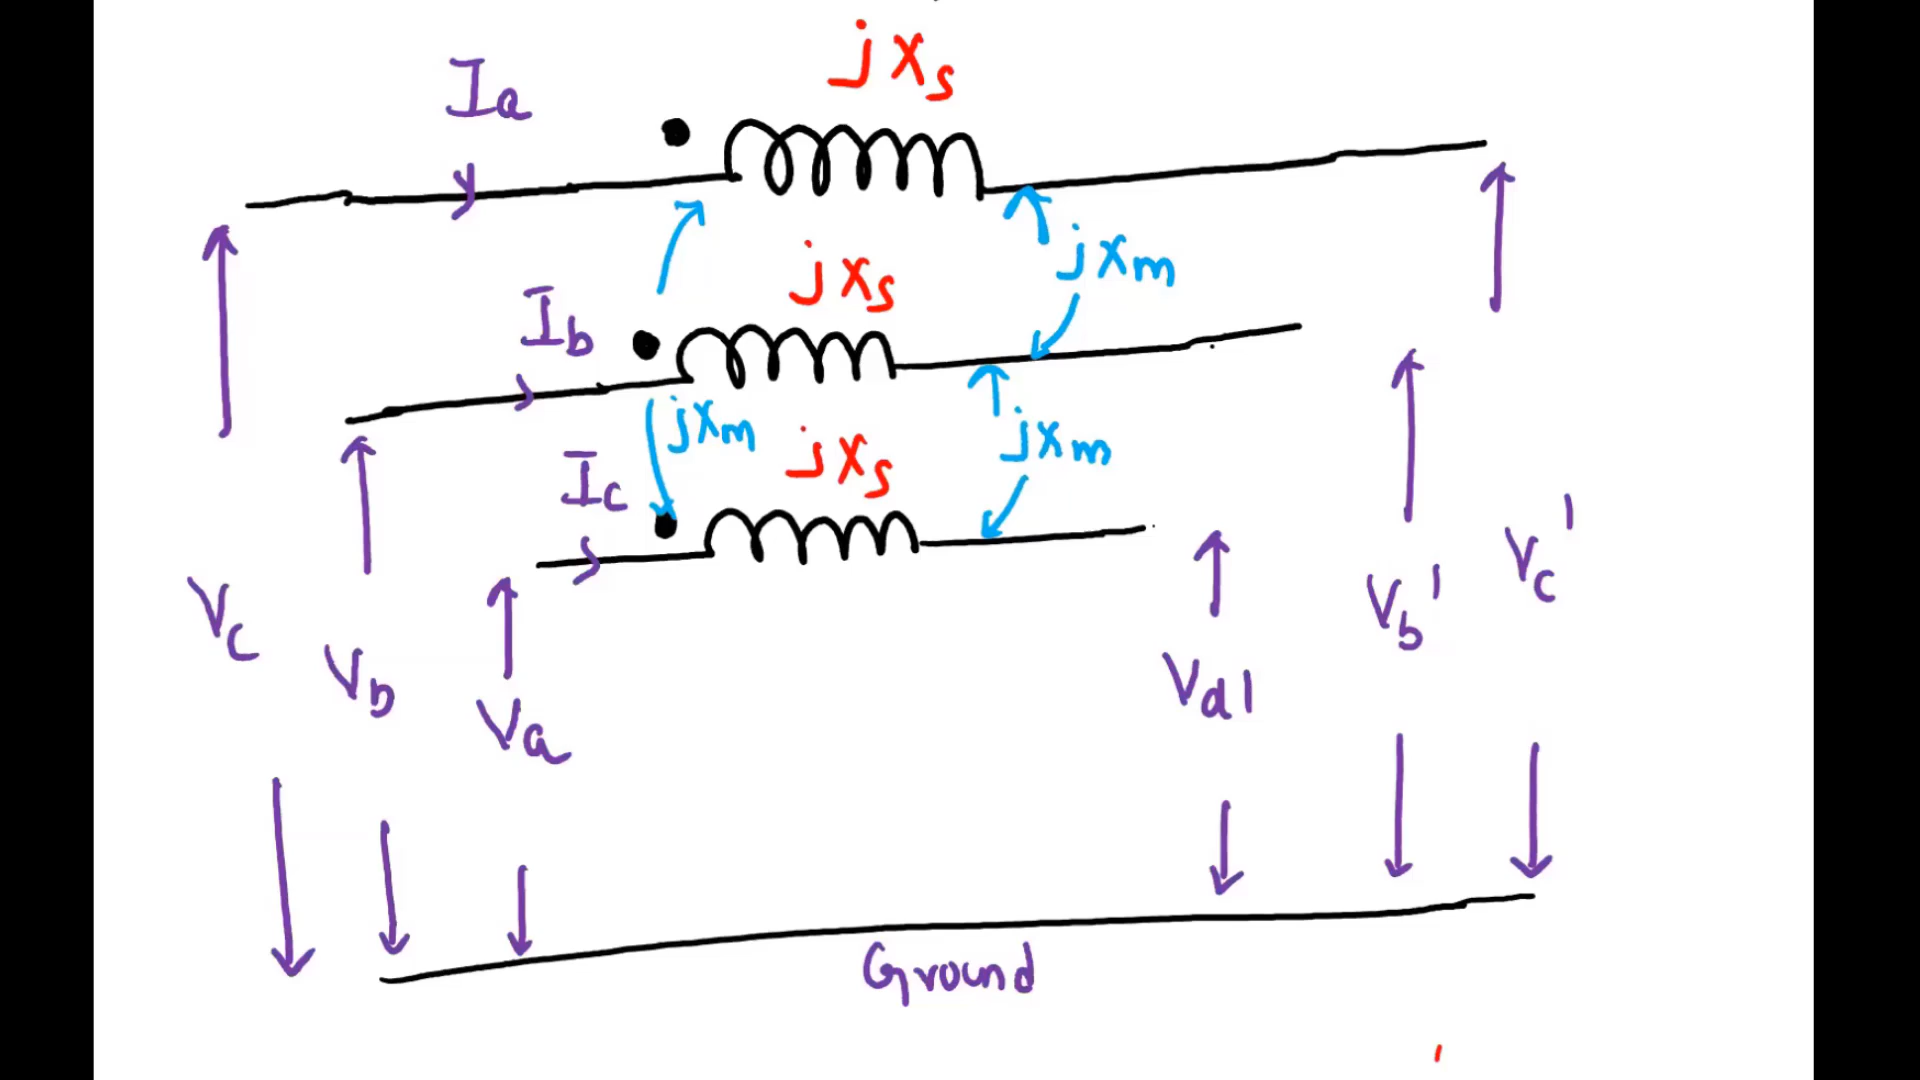 jXs
Ia
jXm
jXs
Ib
jXm
jXs
jXm
Ic
Vc
Vb
Va
Va'
Vb'
Vc'
Ground